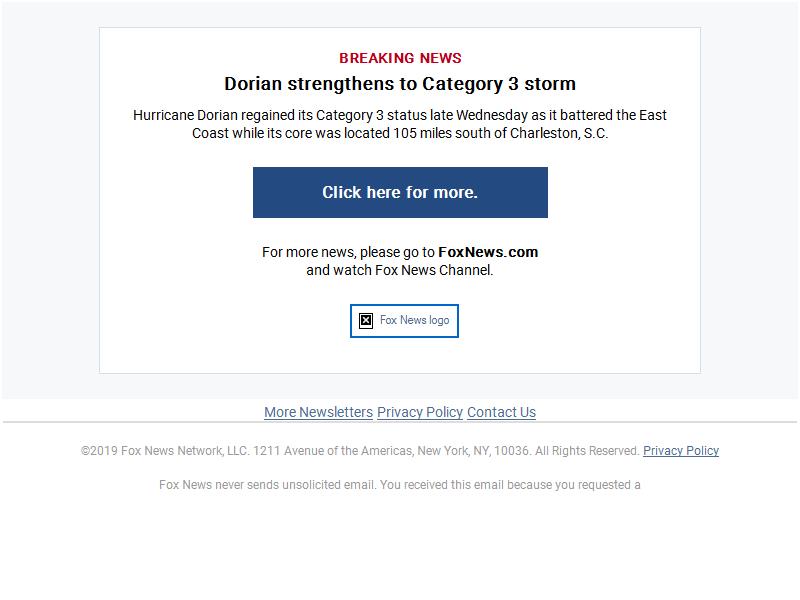 BREAKING NEWS
Dorian strengthens to Category 3 storm
Hurricane Dorian regained its Category 3 status late Wednesday as it battered the East
Coast while its core was located 105 miles south of Charleston, S.C.
Click here for more.
For more news, please go to FoxNews.com
and watch Fox News Channel.
Fox News logo
More Newsletters Privacy Policy Contact Us
©2019 Fox News Network, LLC. 1211 Avenue of the Americas, New York, NY, 10036. All Rights Reserved. Privacy Policy
Fox News never sends unsolicited email. You received this email because you requested a